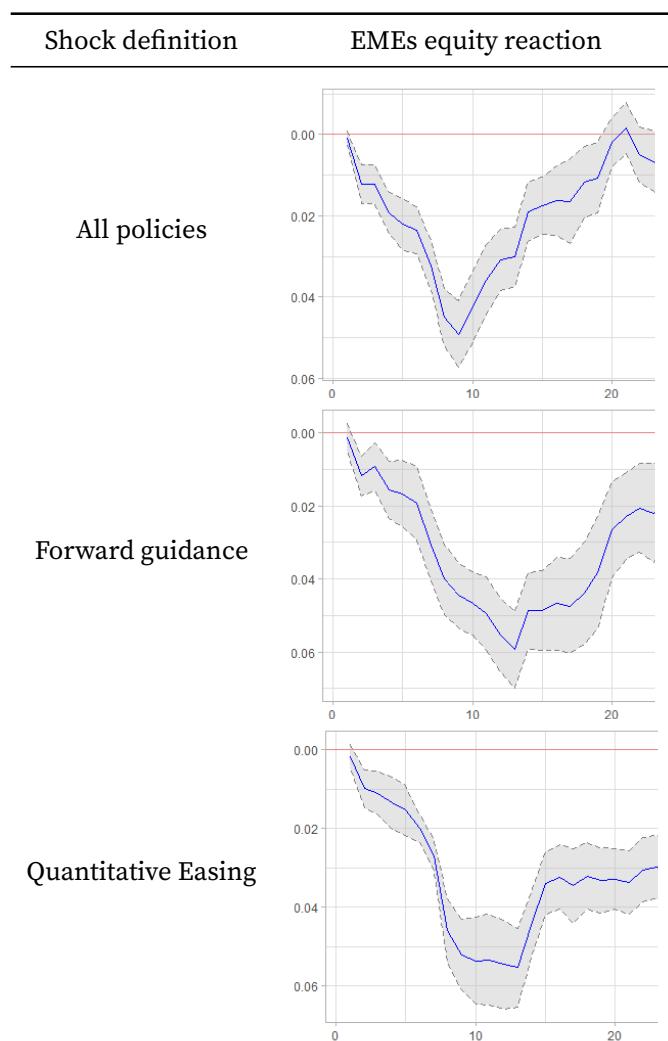 Shock definition EMEs equity reaction
All policies
0.00
0.02
0.04
0.06
0 10 20
Forward guidance
0.00
0.02
0.04
0.06
0 10 20
Quantitative Easing
0.00
0.02
0.04
0.06
0 10 20